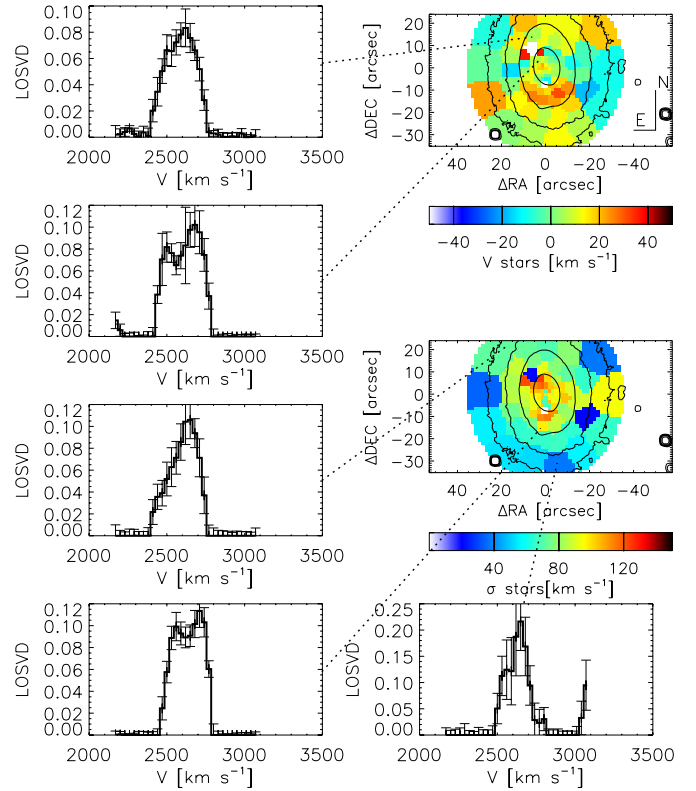 0.10
0.08
0.06
0.04
0.02
0.00
LOSVD
2000 2500 3000 3500
V [km s⁻¹]
20
10
0
−10
−20
−30
ΔDEC [arcsec]
N
E
40 20 0 −20 −40
ΔRA [arcsec]
−40 −20 0 20 40
V stars [km s⁻¹]
0.12
0.10
0.08
0.06
0.04
0.02
0.00
LOSVD
2000 2500 3000 3500
V [km s⁻¹]
20
10
0
−10
−20
−30
ΔDEC [arcsec]
40 20 0 −20 −40
ΔRA [arcsec]
40 80 120
σ stars[km s⁻¹]
0.12
0.10
0.08
0.06
0.04
0.02
0.00
LOSVD
2000 2500 3000 3500
V [km s⁻¹]
0.12
0.10
0.08
0.06
0.04
0.02
0.00
LOSVD
2000 2500 3000 3500
V [km s⁻¹]
0.25
0.20
0.15
0.10
0.05
0.00
LOSVD
2000 2500 3000 3500
V [km s⁻¹]